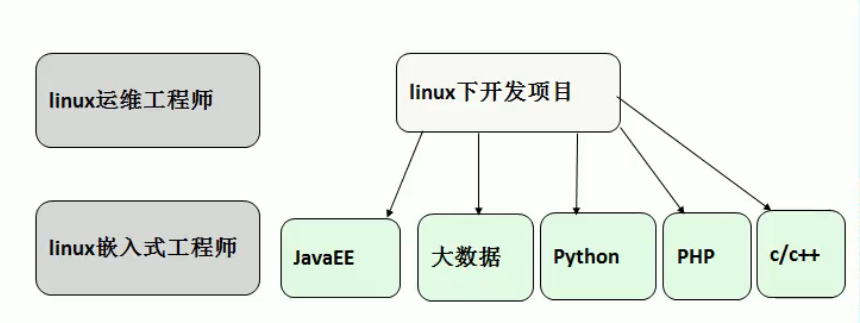 linux运维工程师
linux下开发项目
linux嵌入式工程师
JavaEE
大数据
Python
PHP
c/c++